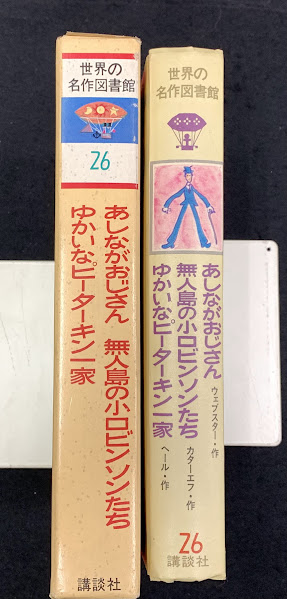 世界の
名作図書館
26
あしながおじさん 無人島の小ロビンソンたち
ゆかいなピーターキン一家
講談社
世界の
名作図書館
あしながおじさん ウェブスター・作
無人島の小ロビンソンたち カターエフ・作
ゆかいなピーターキン一家 ヘール・作
26
講談社